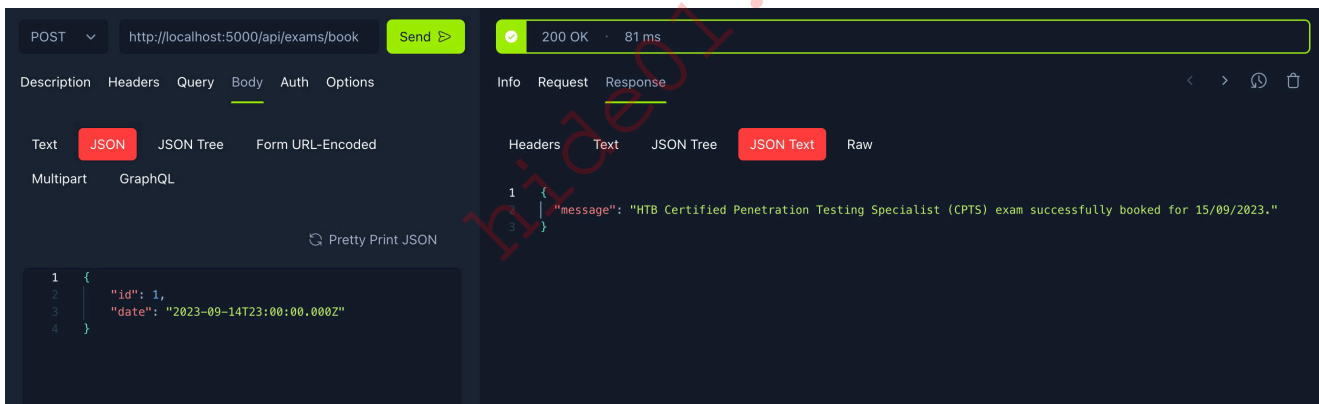 POST http://localhost:5000/api/exams/book Send
Description Headers Query Body Auth Options
Text JSON JSON Tree Form URL-Encoded
Multipart GraphQL
Pretty Print JSON
1 {
2 "id": 1,
3 "date": "2023-09-14T23:00:00.000Z"
4 }
200 OK · 81 ms
Info Request Response
Headers Text JSON Tree JSON Text Raw
1 {
2 "message": "HTB Certified Penetration Testing Specialist (CPTS) exam successfully booked for 15/09/2023."
3 }
hide01.